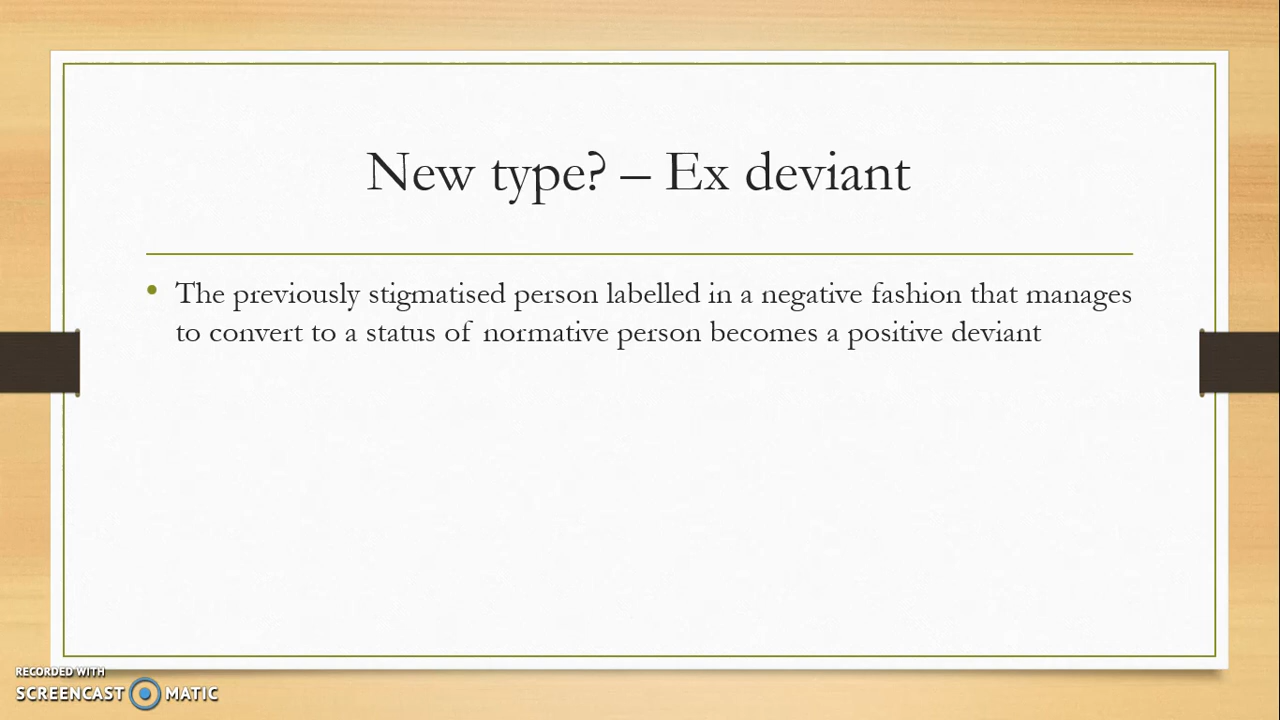 New type? – Ex deviant
• The previously stigmatised person labelled in a negative fashion that manages
to convert to a status of normative person becomes a positive deviant
RECORDED WITH
SCREENCAST MATIC